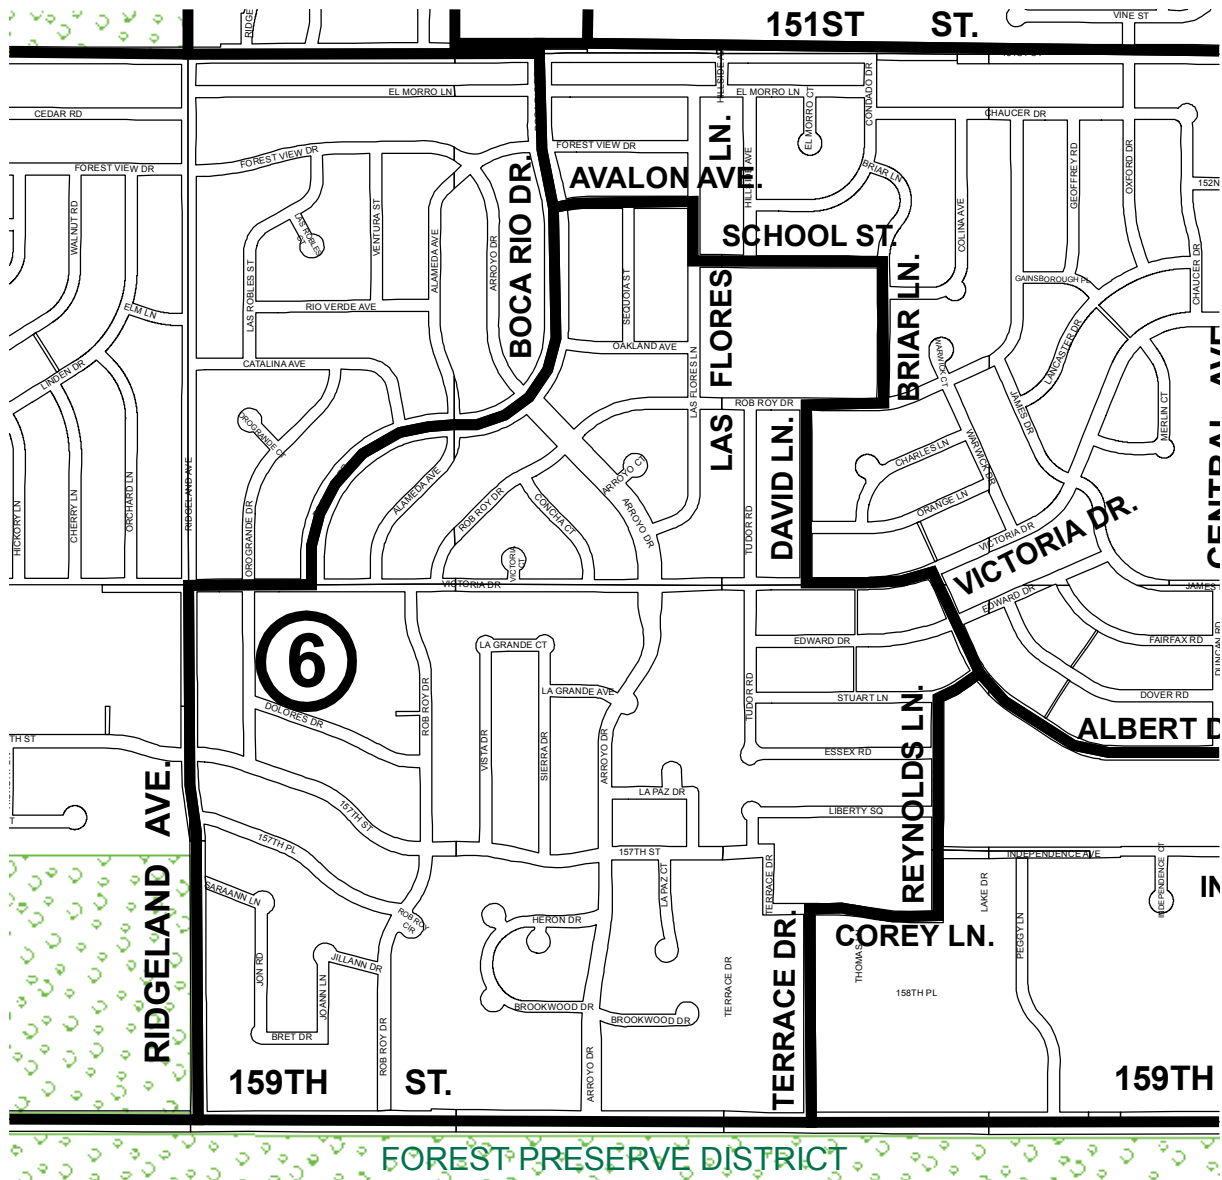 151ST ST.
VINE ST
RIDGE
EL MORRO LN
HILLSIDE AV
EL MORRO LN
EL MORRO CT
CONDADO DR
CHAUCER DR
CEDAR RD
FOREST VIEW DR
FOREST VIEW DR
FOREST VIEW DR
AVALON AVE.
LN.
HILLSIDE AVE
BRIAR LN
GEOFFREY RD
OXFORD DR
152N
WALNUT RD
LAS ROBLES CT
VENTURA ST
ALAMEDA AVE
ARROYO DR
BOCA RIO DR.
SCHOOL ST.
COLINA AVE
CHAUCER DR
GAINSBOROUGH PL
LAS ROBLES ST
RIO VERDE AVE
SEQUOIA ST
LAS FLORES
BRIAR LN.
ELM LN
OAKLAND AVE
WARWICK CT
LANCASTER DR
CENTRAL AVE
LINDEN DR
CATALINA AVE
LAS FLORES LN
ROB ROY DR
JAMES DR
MERLIN CT
OROGRANDE CT
DAVID LN.
CHARLES LN
WARWICK DR
HICKORY LN
CHERRY LN
ORCHARD LN
RIDGELAND AVE
OROGRANDE DR
ALAMEDA AVE
ROB ROY DR
CONCHA CT
ARROYO CT
ARROYO DR
TUDOR RD
ORANGE LN
VICTORIA DR
VICTORIA DR.
VICTORIA CT
VICTORIA DR
EDWARD DR
JAMES
6
LA GRANDE CT
EDWARD DR
FAIRFAX RD
DUNCAN RD
LA GRANDE AVE
TUDOR RD
STUART LN
DOVER RD
DOLORES DR
ROB ROY DR
REYNOLDS LN.
ALBERT D
TH ST
VISTA DR
SIERRA DR
ARROYO DR
ESSEX RD
RIDGELAND AVE.
157TH ST
LA PAZ DR
LIBERTY SQ
157TH PL
157TH ST
INDEPENDENCE AVE
LA PAZ CT
TERRACE DR
LAKE DR
INDEPENDENCE CT
IN
SARAANN LN
ROB ROY CIR
HERON DR
COREY LN.
PEGGY LN
JON RD
JOANN LN
JILLANN DR
TERRACE DR
TERRACE DR.
THOMAS
158TH PL
BROOKWOOD DR
BROOKWOOD DR
BRET DR
ROB ROY DR
ARROYO DR
159TH ST.
159TH
FOREST PRESERVE DISTRICT